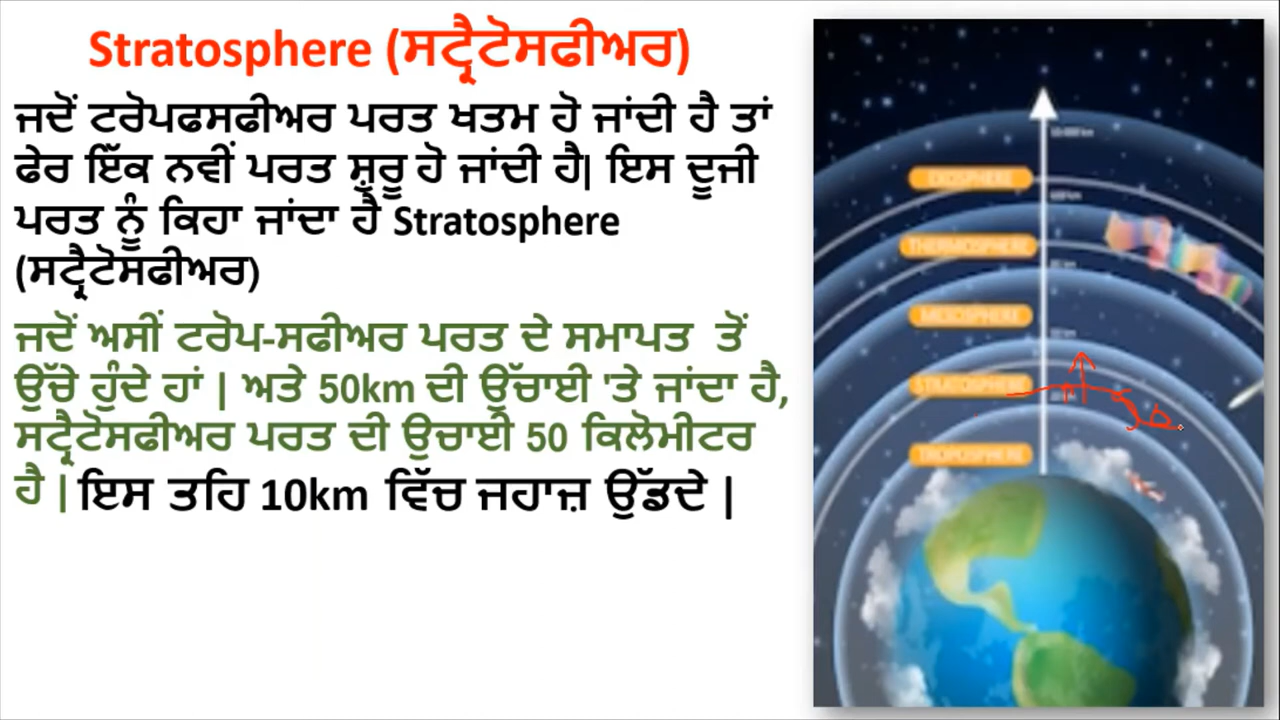 Stratosphere (ਸਟ੍ਰੈਟੋਸਫੀਅਰ)
ਜਦੋਂ ਟਰੋਪਫਸਫੀਅਰ ਪਰਤ ਖਤਮ ਹੋ ਜਾਂਦੀ ਹੈ ਤਾਂ
ਫੇਰ ਇੱਕ ਨਵੀਂ ਪਰਤ ਸ਼ੁਰੂ ਹੋ ਜਾਂਦੀ ਹੈ| ਇਸ ਦੂਜੀ
ਪਰਤ ਨੂੰ ਕਿਹਾ ਜਾਂਦਾ ਹੈ Stratosphere
(ਸਟ੍ਰੈਟੋਸਫੀਅਰ)
ਜਦੋਂ ਅਸੀਂ ਟਰੋਪ-ਸਫੀਅਰ ਪਰਤ ਦੇ ਸਮਾਪਤ ਤੋਂ
ਉੱਚੇ ਹੁੰਦੇ ਹਾਂ | ਅਤੇ 50km ਦੀ ਉੱਚਾਈ 'ਤੇ ਜਾਂਦਾ ਹੈ,
ਸਟ੍ਰੈਟੋਸਫੀਅਰ ਪਰਤ ਦੀ ਉਚਾਈ 50 ਕਿਲੋਮੀਟਰ
ਹੈ | ਇਸ ਤਹਿ 10km ਵਿੱਚ ਜਹਾਜ਼ ਉੱਡਦੇ |
EXOSPHERE
THERMOSPHERE
MESOSPHERE
STRATOSPHERE
TROPOSPHERE